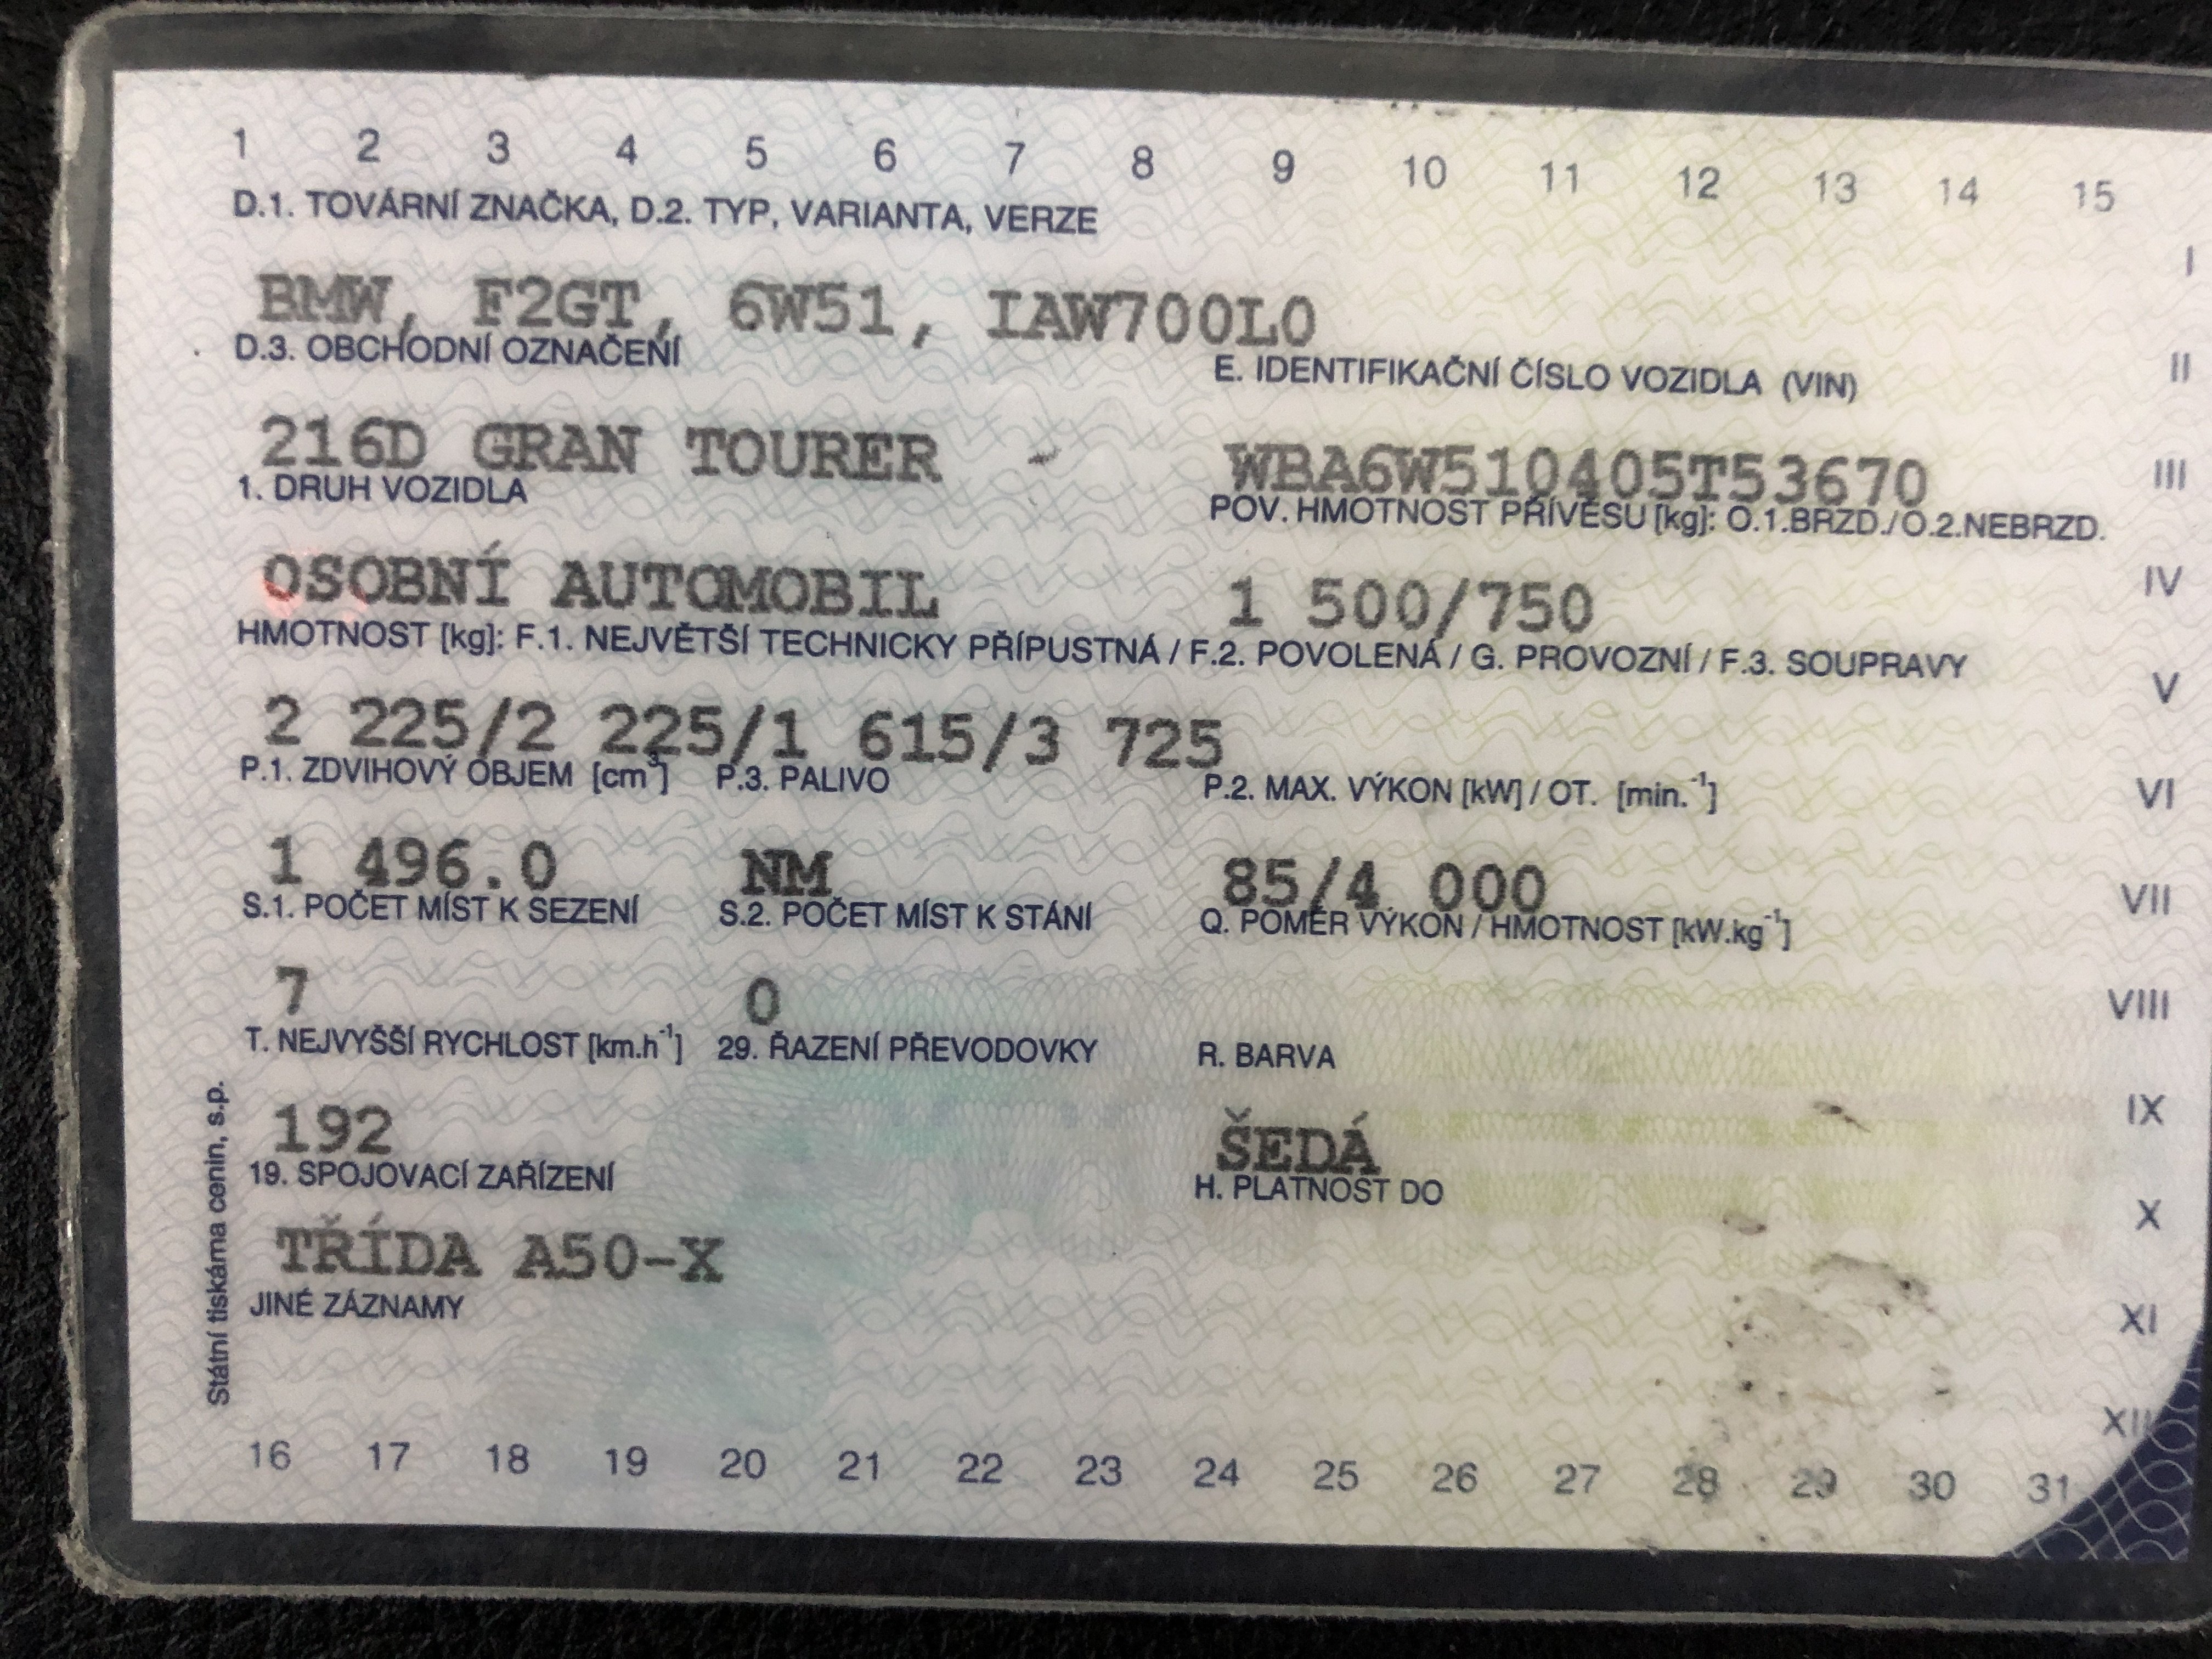 1 2 3 4 5 6 7 8 9 10 11 12 13 14 15
D.1. TOVÁRNÍ ZNAČKA, D.2. TYP, VARIANTA, VERZE
I
BMW, F2GT, 6W51, IAW700L0
D.3. OBCHODNÍ OZNAČENÍ E. IDENTIFIKAČNÍ ČÍSLO VOZIDLA (VIN) II
216D GRAN TOURER - WBA6W510405T53670 III
1. DRUH VOZIDLA POV. HMOTNOST PŘÍVĚSU [kg]: O.1.BRZD./O.2.NEBRZD.
OSOBNÍ AUTOMOBIL 1 500/750 IV
HMOTNOST [kg]: F.1. NEJVĚTŠÍ TECHNICKY PŘÍPUSTNÁ / F.2. POVOLENÁ / G. PROVOZNÍ / F.3. SOUPRAVY V
2 225/2 225/1 615/3 725
P.1. ZDVIHOVÝ OBJEM [cm³] P.3. PALIVO P.2. MAX. VÝKON [kW] / OT. [min.⁻¹] VI
1 496.0 NM 85/4 000 VII
S.1. POČET MÍST K SEZENÍ S.2. POČET MÍST K STÁNÍ Q. POMĚR VÝKON / HMOTNOST [kW.kg⁻¹]
7 0 VIII
T. NEJVYŠŠÍ RYCHLOST [km.h⁻¹] 29. ŘAZENÍ PŘEVODOVKY R. BARVA
192 ŠEDÁ IX
19. SPOJOVACÍ ZAŘÍZENÍ H. PLATNOST DO X
TŘÍDA A50-X
JINÉ ZÁZNAMY XI
XII
Státní tiskárna cenin, s.p.
16 17 18 19 20 21 22 23 24 25 26 27 28 29 30 31